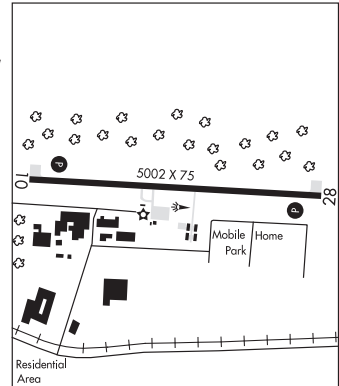 P
5002 X 75
10
28
P
Mobile Home
Park
Residential
Area